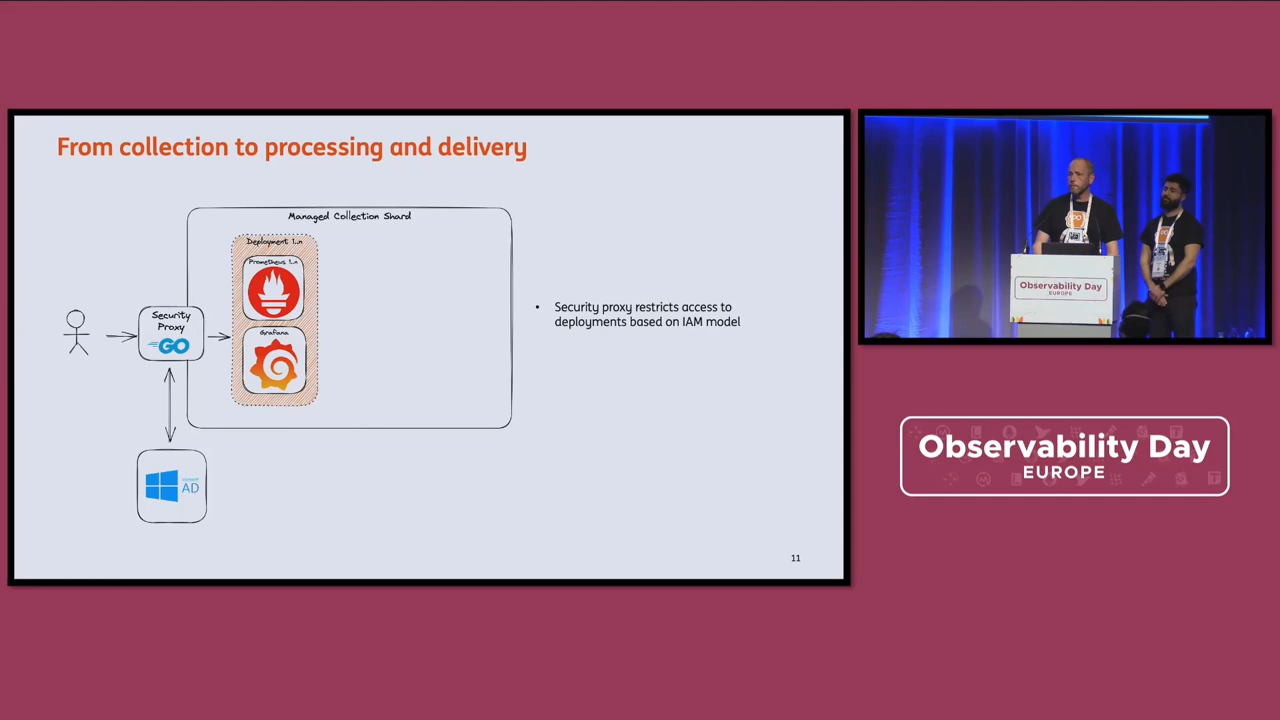 From collection to processing and delivery
Managed Collection Shard
Deployment 1..n
Prometheus 1..n
Security
Proxy
GO
Grafana
• Security proxy restricts access to
deployments based on IAM model
AD
11
Observability Day
EUROPE
Observability Day
EUROPE